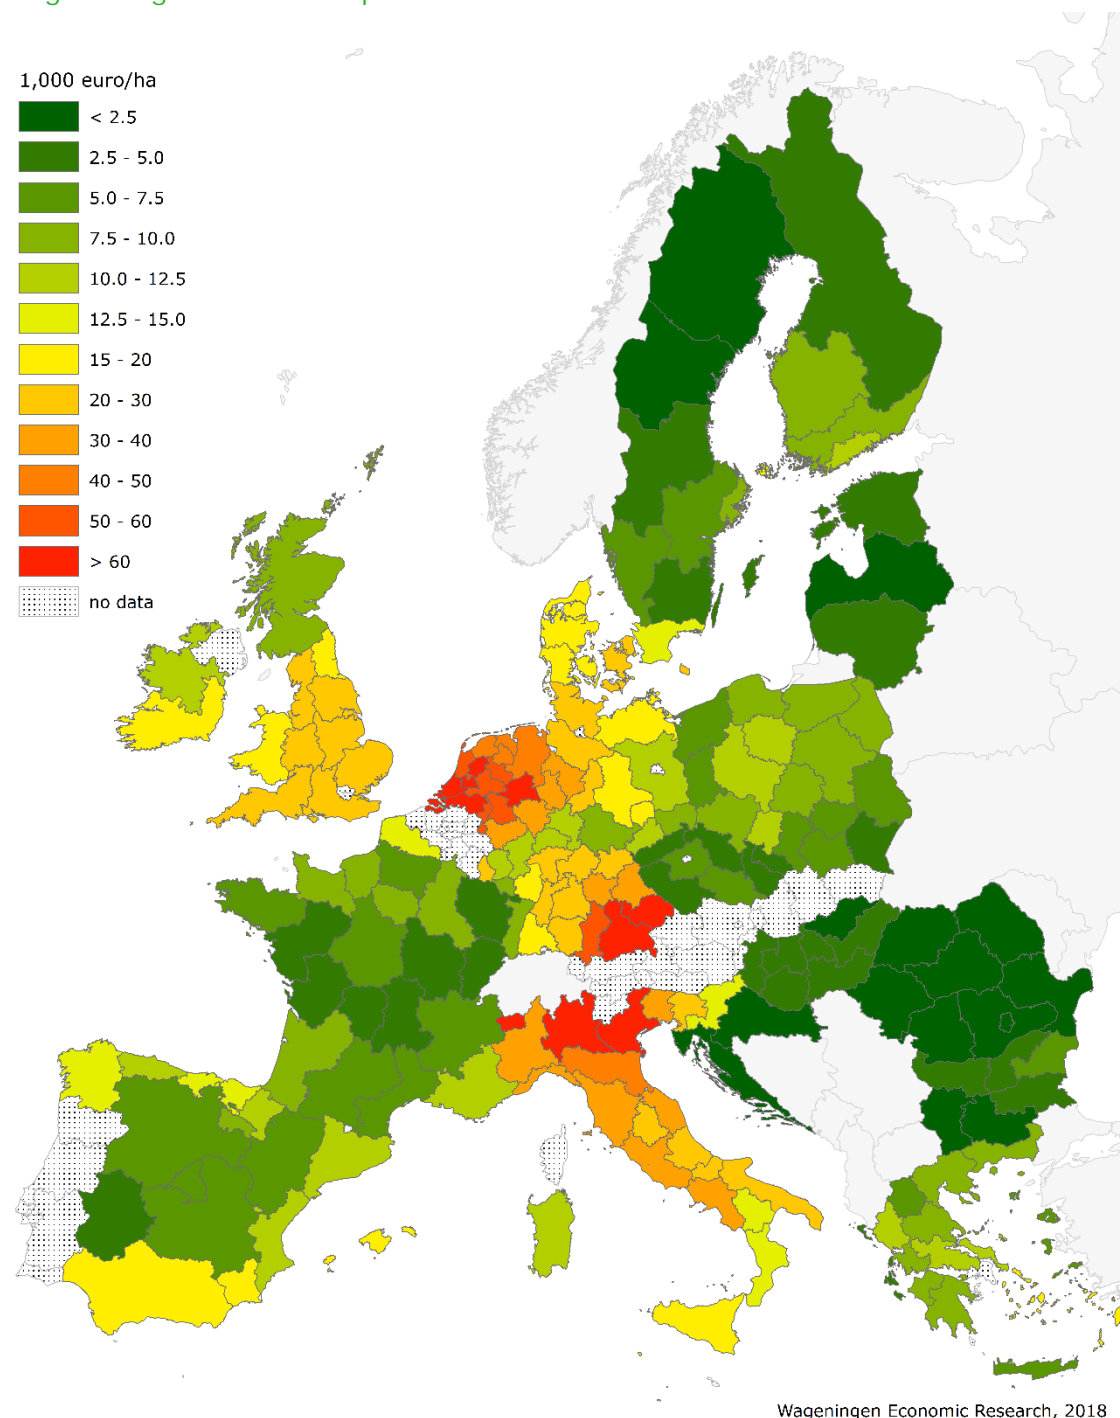 1,000 euro/ha
< 2.5
2.5 - 5.0
5.0 - 7.5
7.5 - 10.0
10.0 - 12.5
12.5 - 15.0
15 - 20
20 - 30
30 - 40
40 - 50
50 - 60
> 60
no data
Wageningen Economic Research, 2018